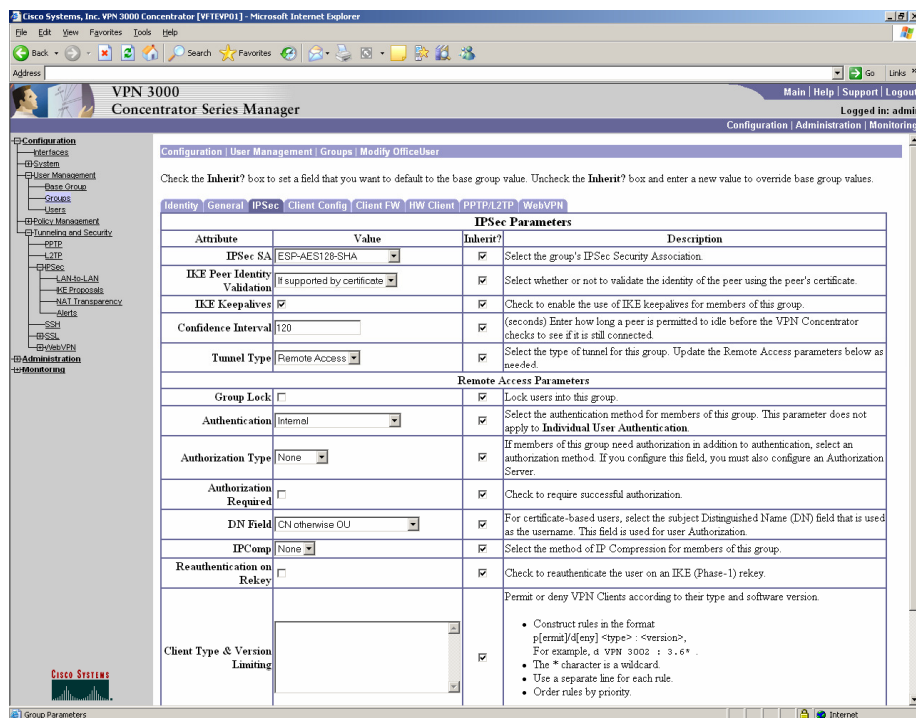 Cisco Systems, Inc. VPN 3000 Concentrator [VFTEVP01] - Microsoft Internet Explorer
File Edit View Favorites Tools Help
Back Search Favorites
Address Go Links »
VPN 3000
Concentrator Series Manager
Main | Help | Support | Logout
Logged in: admin
Configuration | Administration | Monitoring
Configuration
Interfaces
System
User Management
Base Group
Groups
Users
Policy Management
Tunneling and Security
PPTP
L2TP
IPSec
LAN-to-LAN
IKE Proposals
NAT Transparency
Alerts
SSH
SSL
WebVPN
Administration
Monitoring
CISCO SYSTEMS
Configuration | User Management | Groups | Modify OfficeUser
Check the Inherit? box to set a field that you want to default to the base group value. Uncheck the Inherit? box and enter a new value to override base group values.
Identity General IPSec Client Config Client FW HW Client PPTP/L2TP WebVPN
IPSec Parameters
Attribute Value Inherit? Description
IPSec SA ESP-AES128-SHA Select the group's IPSec Security Association.
IKE Peer Identity Validation If supported by certificate Select whether or not to validate the identity of the peer using the peer's certificate.
IKE Keepalives Check to enable the use of IKE keepalives for members of this group.
Confidence Interval 120 (seconds) Enter how long a peer is permitted to idle before the VPN Concentrator
checks to see if it is still connected.
Tunnel Type Remote Access Select the type of tunnel for this group. Update the Remote Access parameters below as
needed.
Remote Access Parameters
Group Lock Lock users into this group.
Authentication Internal Select the authentication method for members of this group. This parameter does not
apply to Individual User Authentication.
Authorization Type None If members of this group need authorization in addition to authentication, select an
authorization method. If you configure this field, you must also configure an Authorization
Server.
Authorization Required Check to require successful authorization.
DN Field CN otherwise OU For certificate-based users, select the subject Distinguished Name (DN) field that is used
as the username. This field is used for user Authorization.
IPComp None Select the method of IP Compression for members of this group.
Reauthentication on Rekey Check to reauthenticate the user on an IKE (Phase-1) rekey.
Client Type & Version Limiting
Permit or deny VPN Clients according to their type and software version.
• Construct rules in the format
p[ermit]/d[eny] <type> : <version>,
For example, d VPN 3002 : 3.6* .
• The * character is a wildcard.
• Use a separate line for each rule.
• Order rules by priority.
Group Parameters
Internet